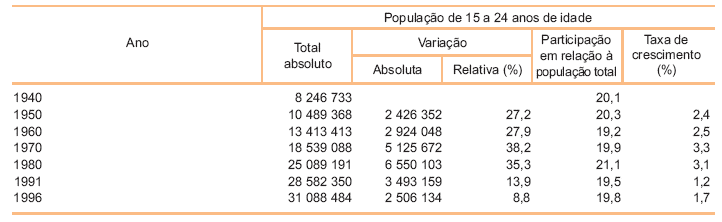 População de 15 a 24 anos de idade
Ano
Total absoluto
Variação
Participação em relação à população total
Taxa de crescimento (%)
Absoluta
Relativa (%)
1940 8 246 733 20,1
1950 10 489 368 2 426 352 27,2 20,3 2,4
1960 13 413 413 2 924 048 27,9 19,2 2,5
1970 18 539 088 5 125 672 38,2 19,9 3,3
1980 25 089 191 6 550 103 35,3 21,1 3,1
1991 28 582 350 3 493 159 13,9 19,5 1,2
1996 31 088 484 2 506 134 8,8 19,8 1,7